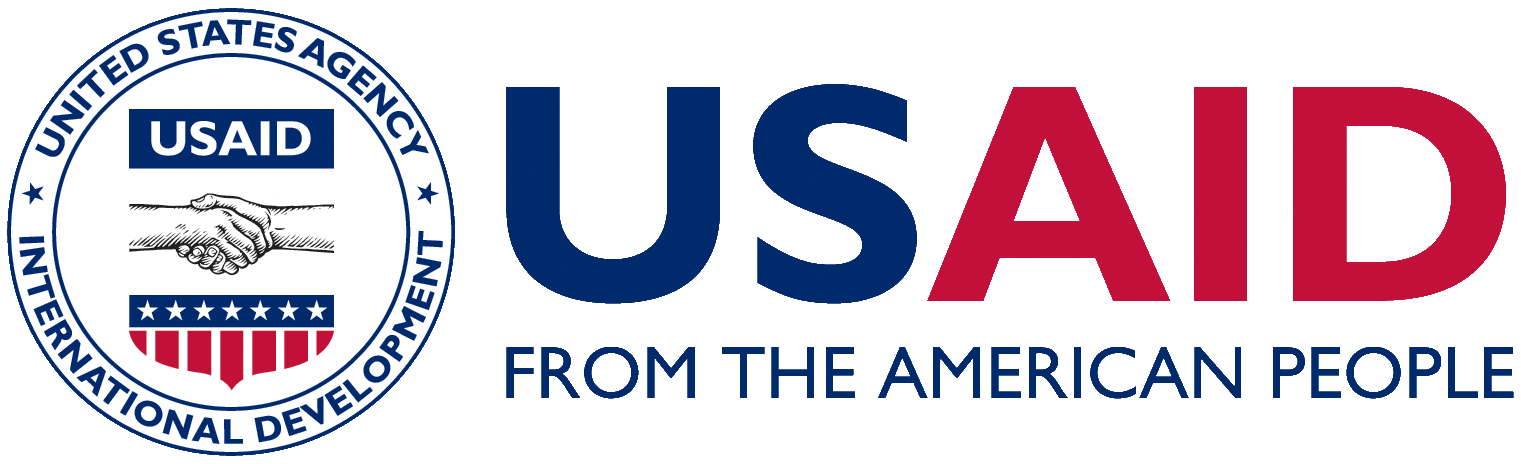 UNITED STATES AGENCY
INTERNATIONAL DEVELOPMENT
USAID
USAID
FROM THE AMERICAN PEOPLE